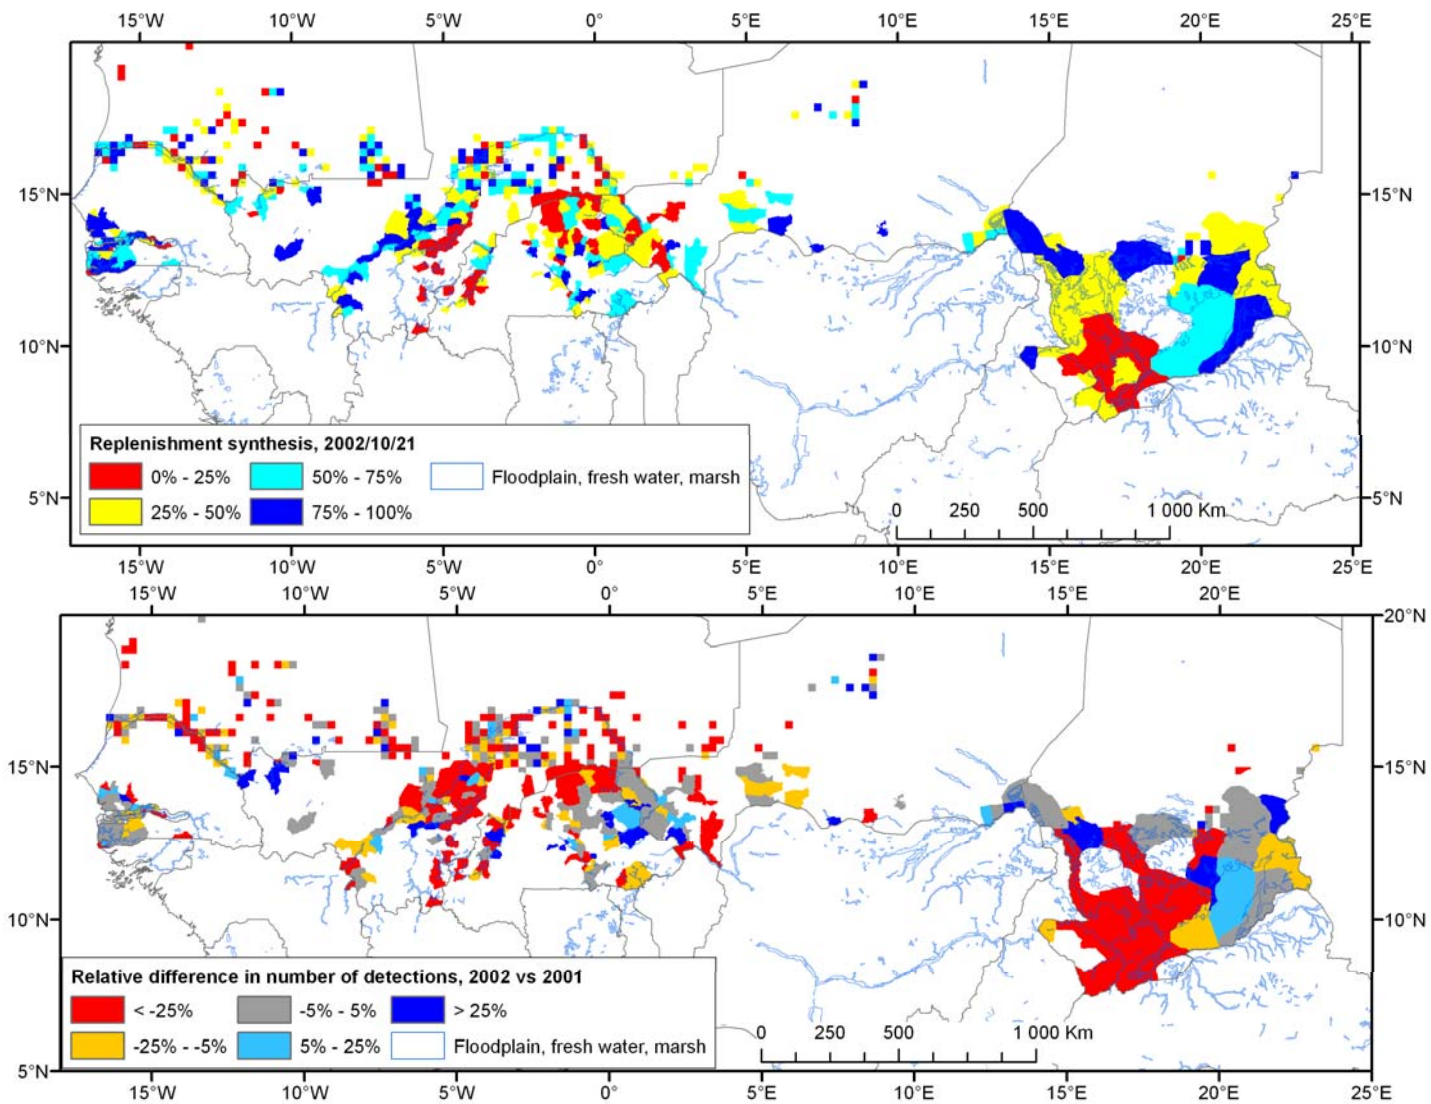 15°W 10°W 5°W 0° 5°E 10°E 15°E 20°E 25°E
15°N 15°N
10°N 10°N
Replenishment synthesis, 2002/10/21
0% - 25% 50% - 75% Floodplain, fresh water, marsh
25% - 50% 75% - 100%
5°N 5°N
0 250 500 1 000 Km
15°W 10°W 5°W 0° 5°E 10°E 15°E 20°E 25°E
15°W 10°W 5°W 0° 5°E 10°E 15°E 20°E
20°N
15°N 15°N
10°N 10°N
Relative difference in number of detections, 2002 vs 2001
< -25% -5% - 5% > 25%
-25% - -5% 5% - 25% Floodplain, fresh water, marsh
0 250 500 1 000 Km
5°N 5°N
15°W 10°W 5°W 0° 5°E 10°E 15°E 20°E 25°E